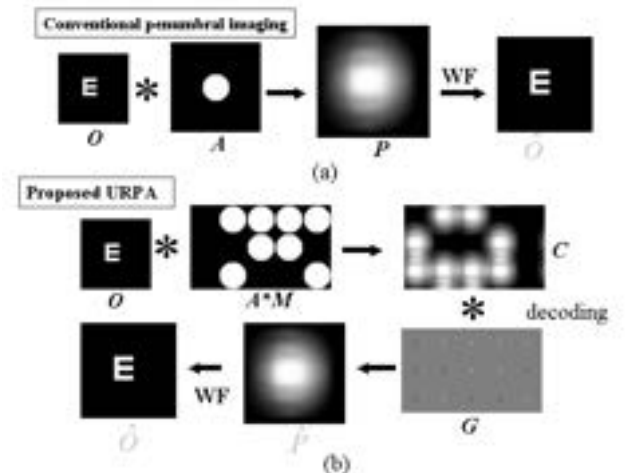 Conventional penumbral imaging
E * → WF → E
O A P Ô
(a)
Proposed URPA
E * → C
O A*M * decoding
E ← WF ← G
Ô P̂
(b)